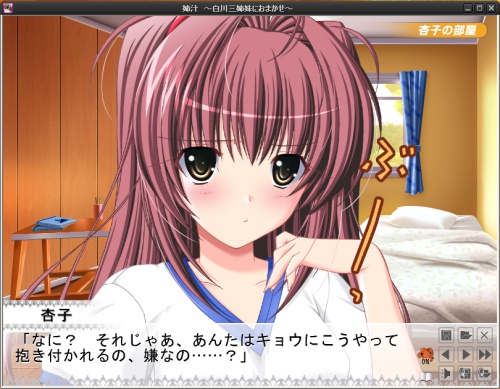 姉汁 ～白川三姉妹におまかせ～
杏子の部屋
ぶー
杏子
「なに？　それじゃあ、あんたはキョウにこうやって
抱き付かれるの、嫌なの……？」
ON